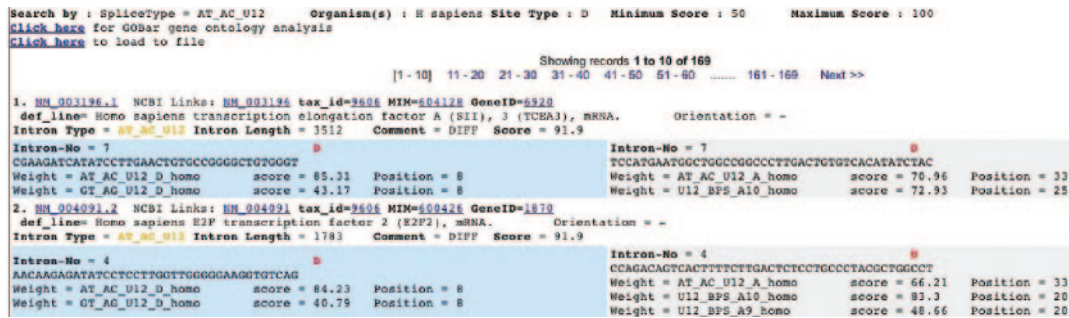 Search by : SpliceType = AT_AC_U12 Organism(s) : H sapiens Site Type : D Minimum Score : 50 Maximum Score : 100
Click here for GOBar gene ontology analysis
Click here to load to file
Showing records 1 to 10 of 169
[1 - 10] 11 - 20 21 - 30 31 - 40 41 - 50 51 - 60 ....... 161 - 169 Next >>
1. NM_003196.1 NCBI Links: NM_003196 tax_id=9606 MIM=604128 GeneID=6920
def_line= Homo sapiens transcription elongation factor A (SII), 3 (TCEA3), mRNA. Orientation = -
Intron Type = AT_AC_U12 Intron Length = 3512 Comment = DIFF Score = 91.9
Intron-No = 7 D
CGAAGATCATATCCTTGAACTGTGCCGGGGCTGTGGGT
Weight = AT_AC_U12_D_homo score = 85.31 Position = 8
Weight = GT_AG_U12_D_homo score = 43.17 Position = 8
Intron-No = 7 D
TCCATGAATGGCTGGCCGGCCCTTGACTGTGTCACATATCTAC
Weight = AT_AC_U12_A_homo score = 70.96 Position = 33
Weight = U12_BPS_A10_homo score = 72.93 Position = 25
2. NM_004091.2 NCBI Links: NM_004091 tax_id=9606 MIM=600426 GeneID=1870
def_line= Homo sapiens E2F transcription factor 2 (E2F2), mRNA. Orientation = -
Intron Type = AT_AC_U12 Intron Length = 1783 Comment = DIFF Score = 91.9
Intron-No = 4 D
AACAAGAGATATCCTCCTTGGTTGGGGGAAGGTGTCAG
Weight = AT_AC_U12_D_homo score = 84.23 Position = 8
Weight = GT_AG_U12_D_homo score = 40.79 Position = 8
Intron-No = 4 D
CCAGACAGTCACTTTTCTTGACTCTCCTGCCCTACGCTGGCCT
Weight = AT_AC_U12_A_homo score = 66.21 Position = 33
Weight = U12_BPS_A10_homo score = 83.3 Position = 20
Weight = U12_BPS_A9_homo score = 48.66 Position = 20